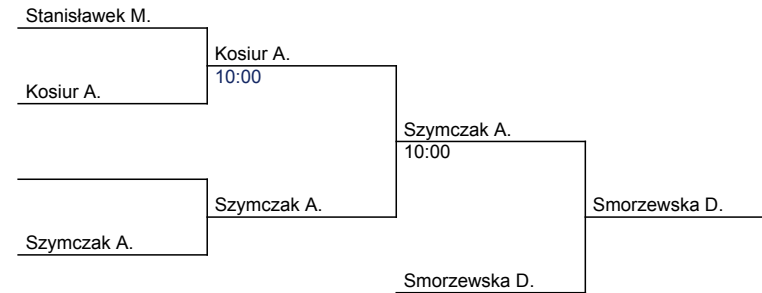 Stanisławek M.
Kosiur A.
10:00
Kosiur A.
Szymczak A.
10:00
Szymczak A.
Smorzewska D.
Szymczak A.
Smorzewska D.